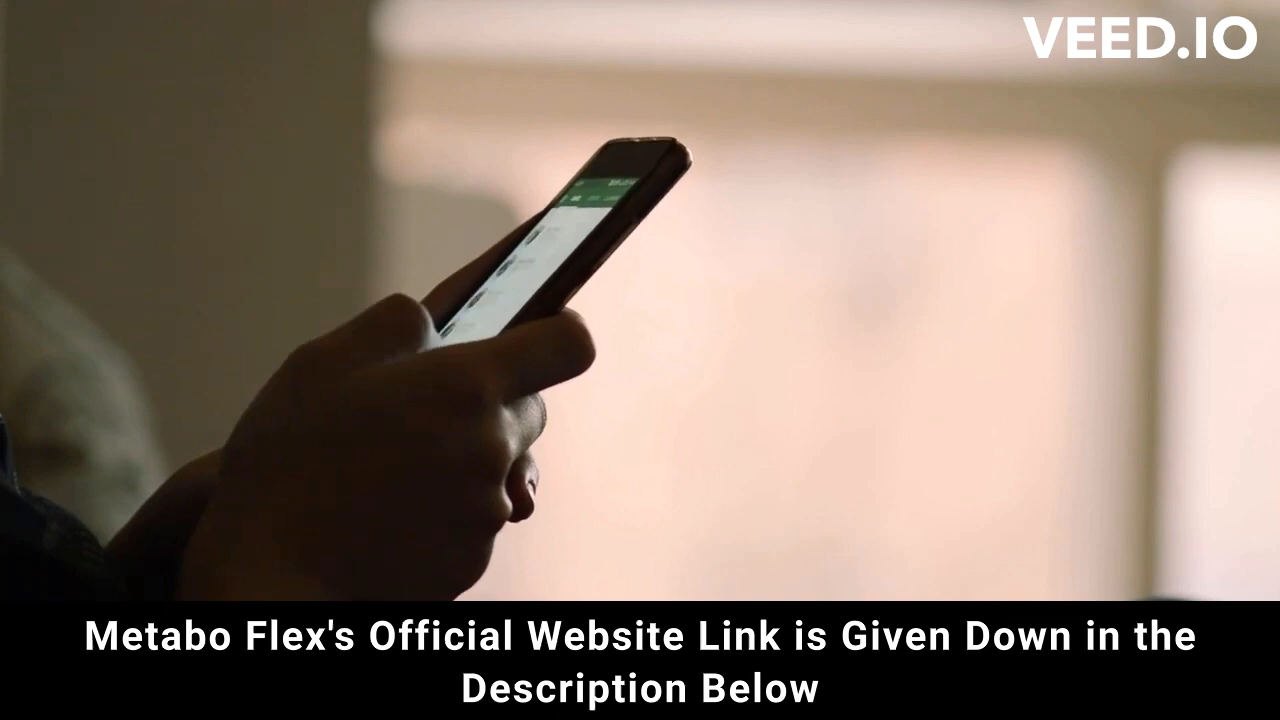 VEED.IO
Metabo Flex's Official Website Link is Given Down in the
Description Below